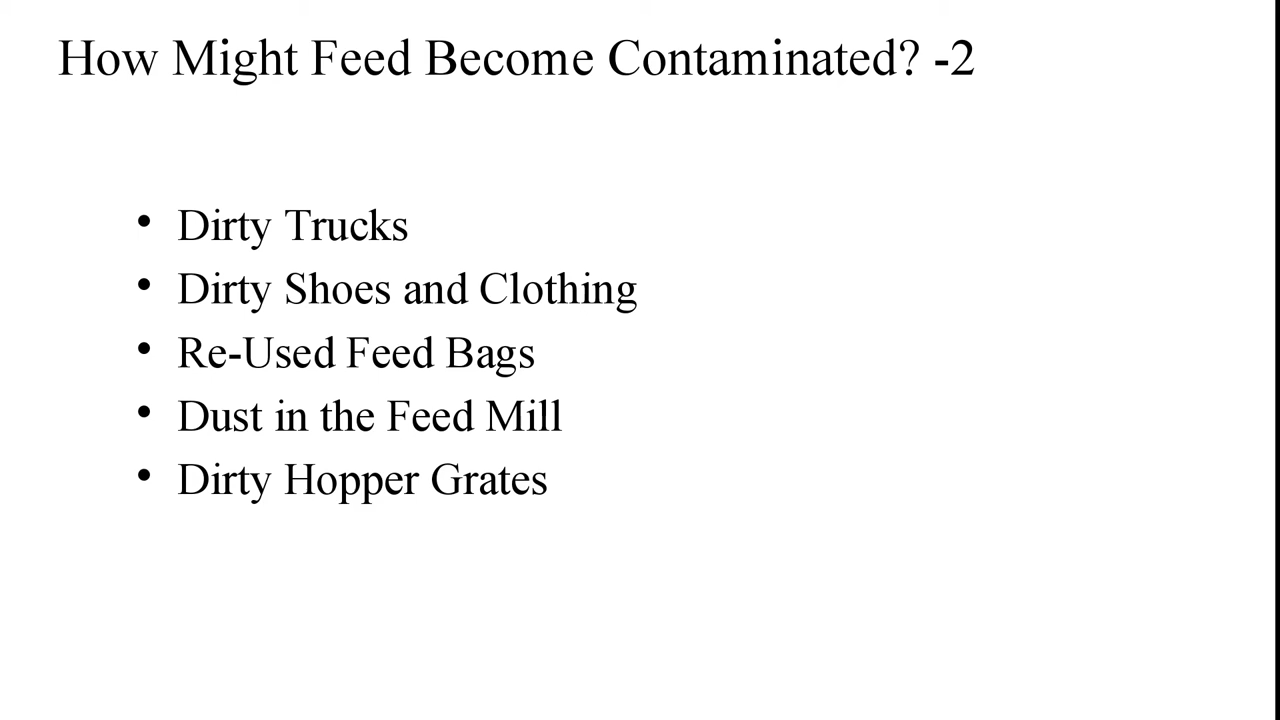 How Might Feed Become Contaminated? -2
• Dirty Trucks
• Dirty Shoes and Clothing
• Re-Used Feed Bags
• Dust in the Feed Mill
• Dirty Hopper Grates